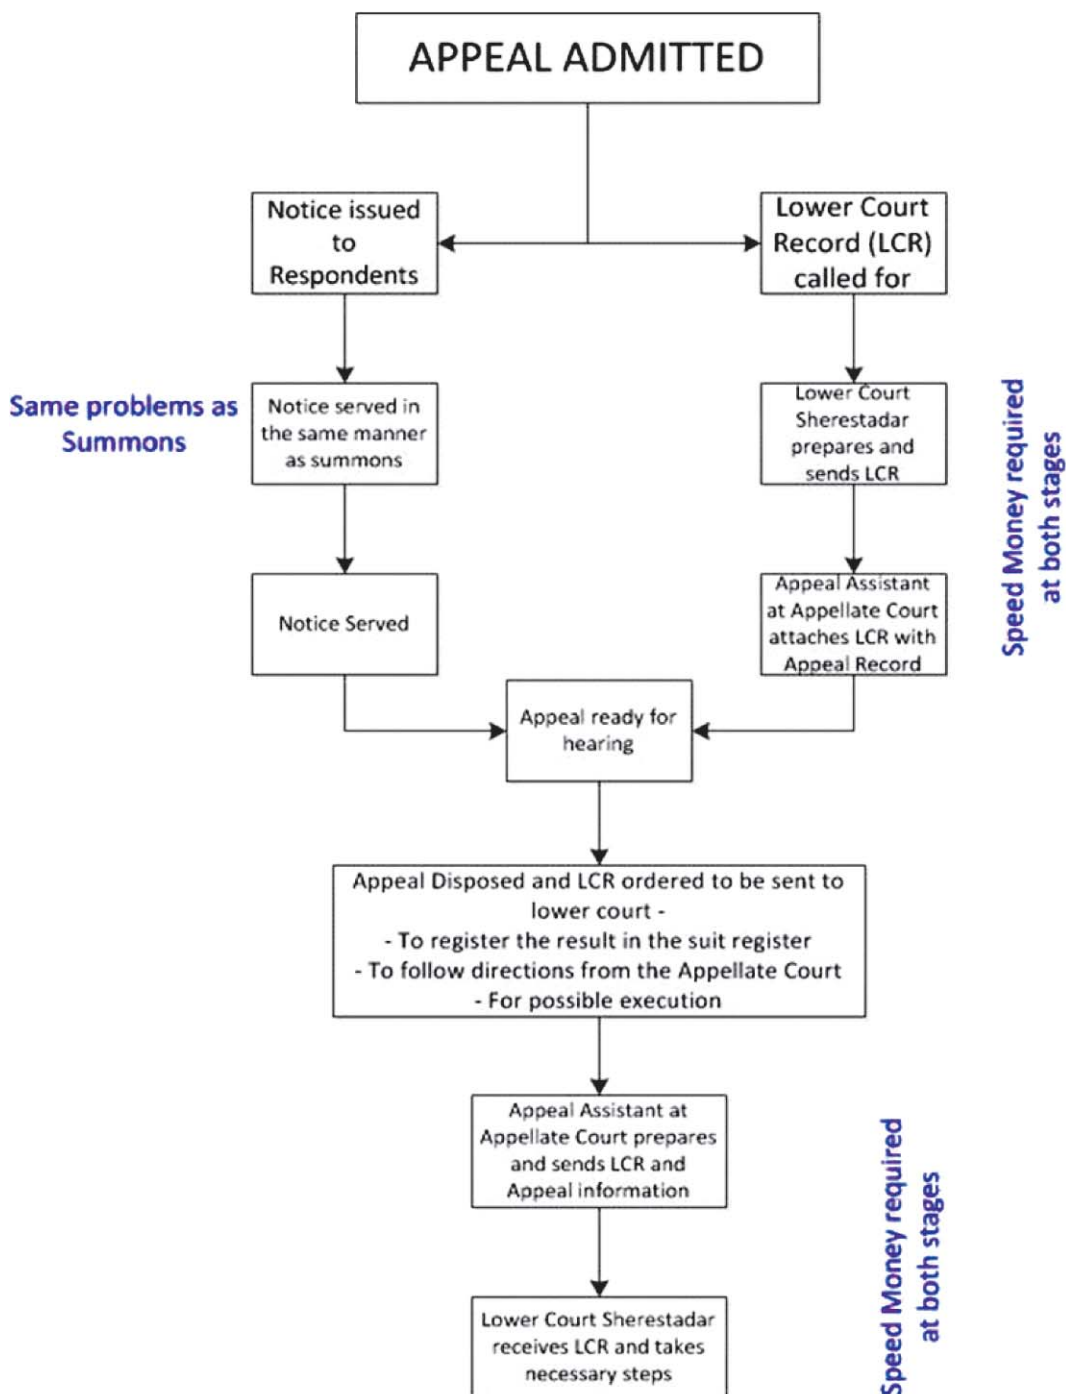 APPEAL ADMITTED
Notice issued
to
Respondents
Lower Court
Record (LCR)
called for
Same problems as
Summons
Notice served in
the same manner
as summons
Lower Court
Sherestadar
prepares and
sends LCR
Speed Money required
at both stages
Notice Served
Appeal Assistant
at Appellate Court
attaches LCR with
Appeal Record
Appeal ready for
hearing
Appeal Disposed and LCR ordered to be sent to
lower court -
- To register the result in the suit register
- To follow directions from the Appellate Court
- For possible execution
Appeal Assistant at
Appellate Court prepares
and sends LCR and
Appeal information
Speed Money required
at both stages
Lower Court Sherestadar
receives LCR and takes
necessary steps